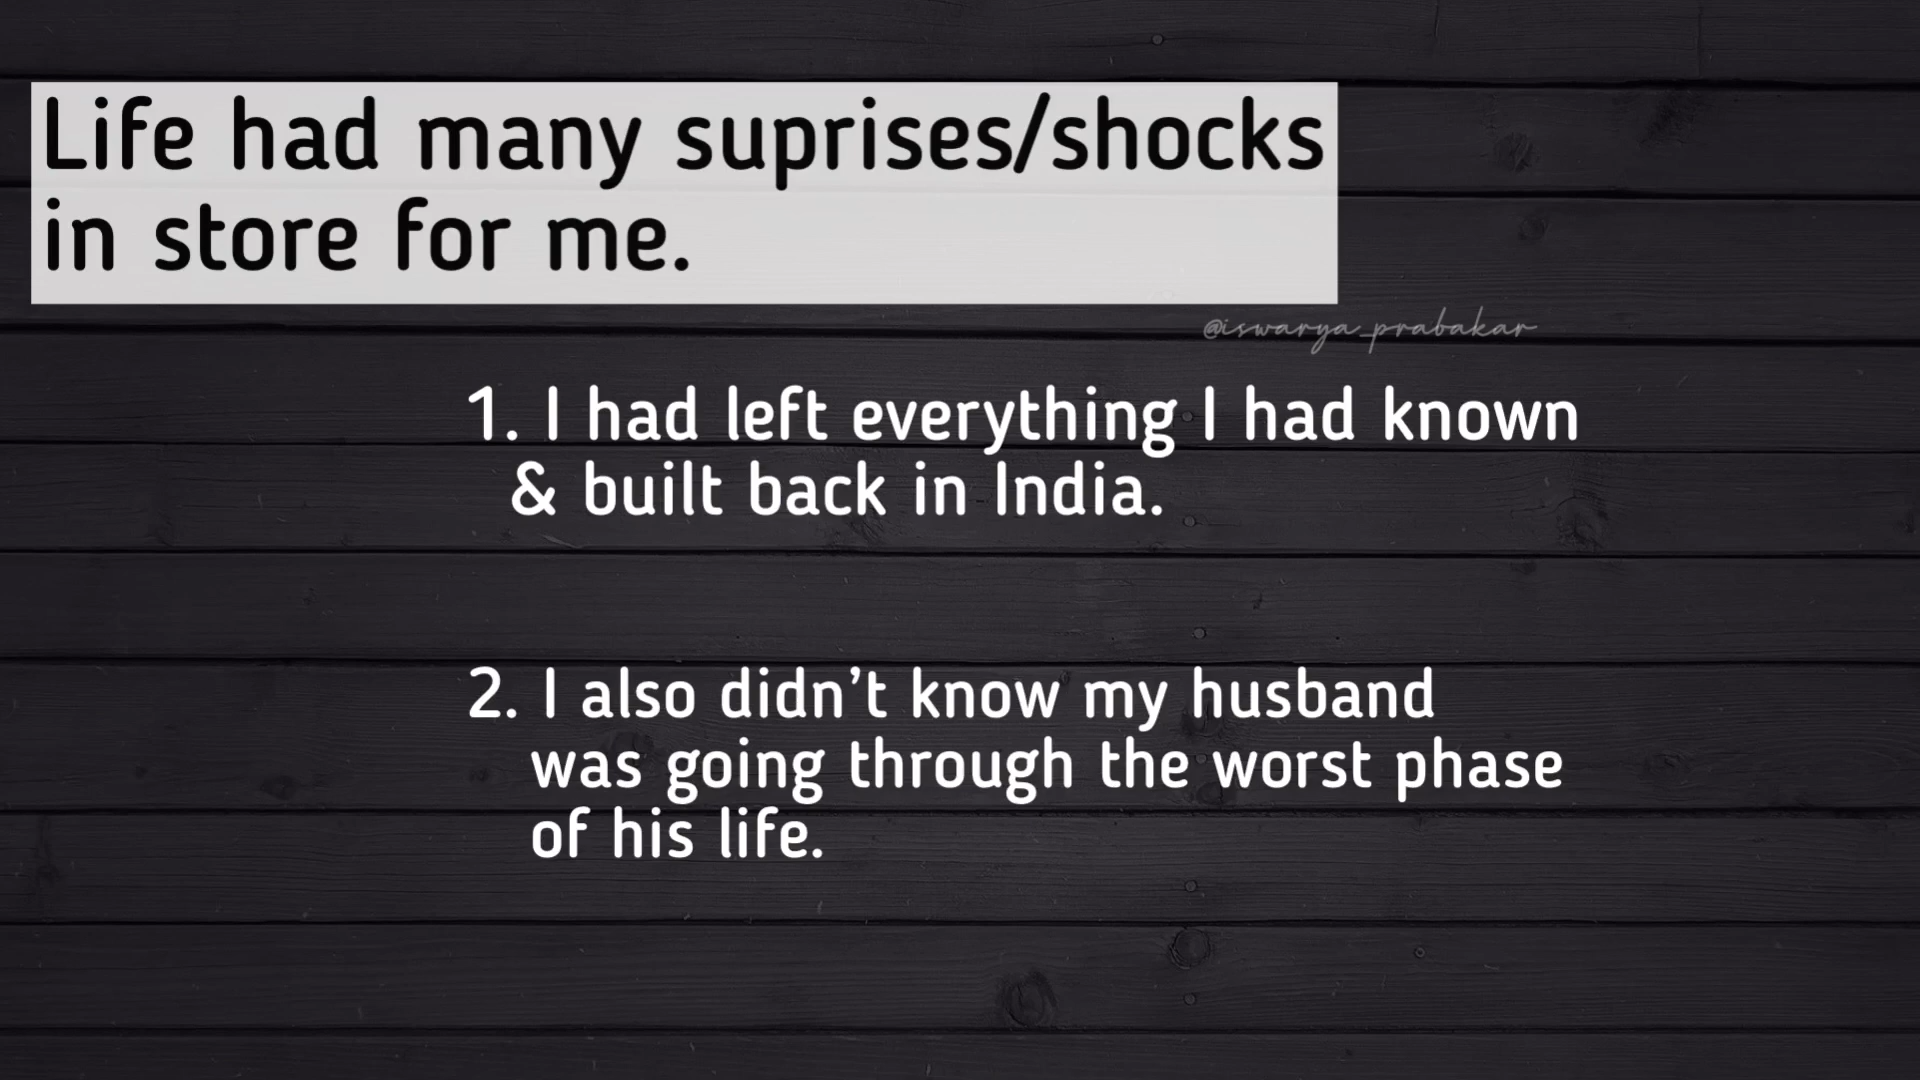 Life had many suprises/shocks
in store for me.
@iswarya_prabakar
1. I had left everything I had known
& built back in India.
2. I also didn’t know my husband
was going through the worst phase
of his life.